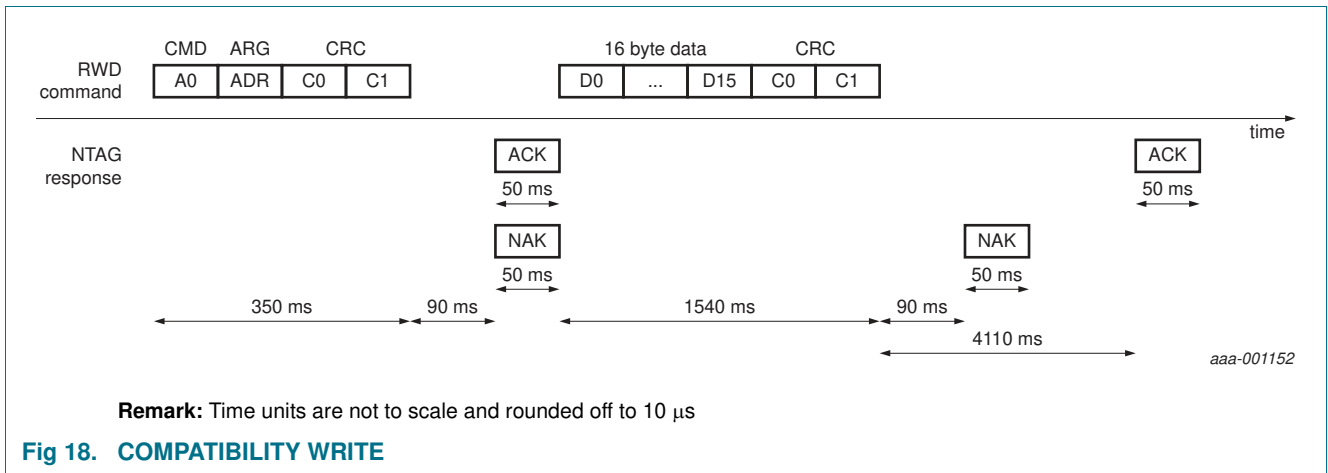 CMD ARG CRC 16 byte data CRC
RWD command A0 ADR C0 C1 D0 ... D15 C0 C1
time
NTAG response ACK ACK
50 ms 50 ms
NAK NAK
50 ms 50 ms
350 ms 90 ms 1540 ms 90 ms
4110 ms
aaa-001152
Remark: Time units are not to scale and rounded off to 10 μs
Fig 18. COMPATIBILITY WRITE